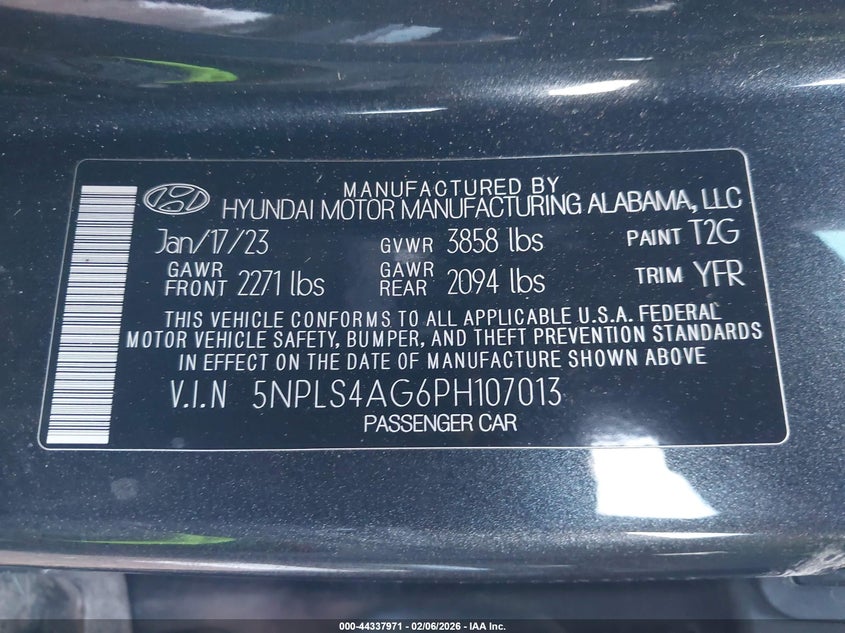 MANUFACTURED BY
HYUNDAI MOTOR MANUFACTURING ALABAMA, LLC
Jan/17/23 GVWR 3858 lbs PAINT T2G
GAWR FRONT 2271 lbs GAWR REAR 2094 lbs TRIM YFR
THIS VEHICLE CONFORMS TO ALL APPLICABLE U.S.A. FEDERAL
MOTOR VEHICLE SAFETY, BUMPER, AND THEFT PREVENTION STANDARDS
IN EFFECT ON THE DATE OF MANUFACTURE SHOWN ABOVE
V.I.N 5NPLS4AG6PH107013
PASSENGER CAR
000-44337971 - 02/06/2026 - IAA Inc.